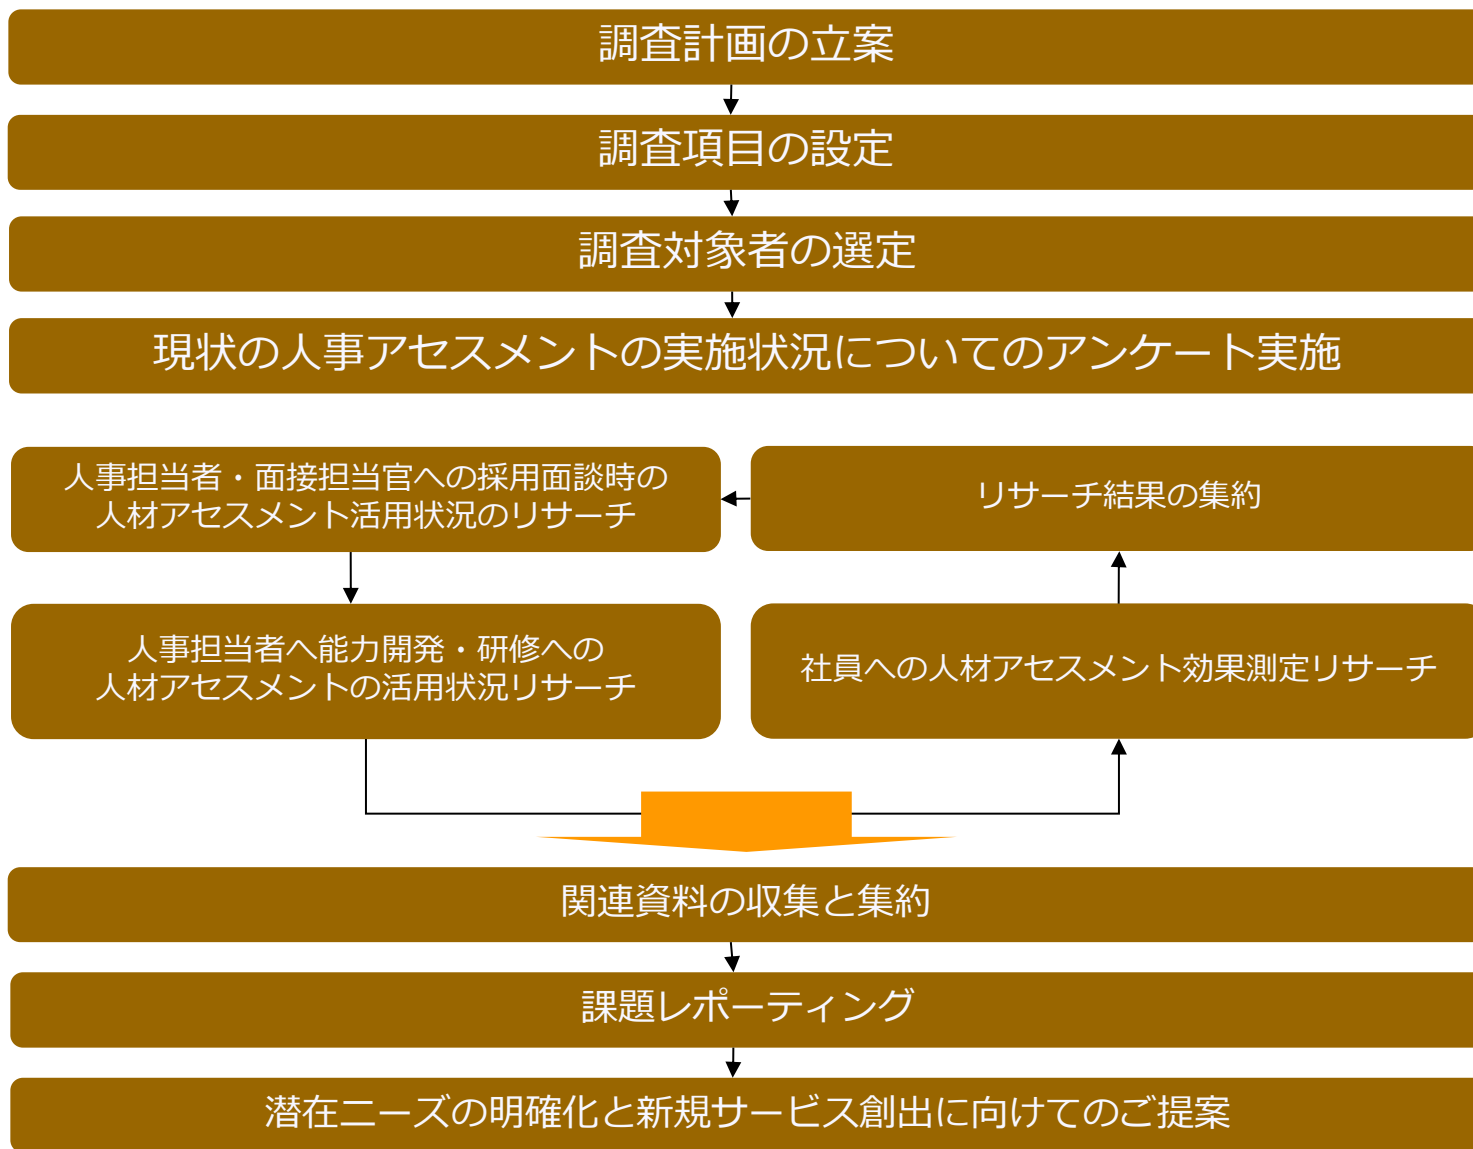 調査計画の立案
調査項目の設定
調査対象者の選定
現状の人事アセスメントの実施状況についてのアンケート実施
人事担当者・面接担当官への採用面談時の
人材アセスメント活用状況のリサーチ
リサーチ結果の集約
人事担当者へ能力開発・研修への
人材アセスメントの活用状況リサーチ
社員への人材アセスメント効果測定リサーチ
関連資料の収集と集約
課題レポーティング
潜在ニーズの明確化と新規サービス創出に向けてのご提案